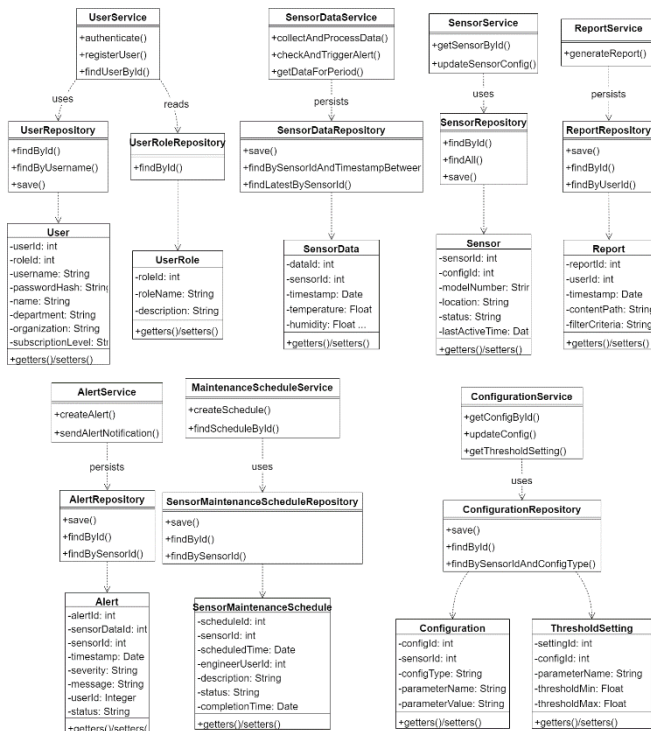 UserService
+authenticate()
+registerUser()
+findUserById()
SensorDataService
+collectAndProcessData()
+checkAndTriggerAlert()
+getDataForPeriod()
SensorService
+getSensorById()
+updateSensorConfig()
ReportService
+generateReport()
uses
reads
persists
uses
persists
UserRepository
+findById()
+findByUsername()
+save()
UserRoleRepository
+findById()
SensorDataRepository
+save()
+findBySensorIdAndTimestampBetween
+findLatestBySensorId()
SensorRepository
+findById()
+findAll()
+save()
ReportRepository
+save()
+findById()
+findByUserId()
User
-userId: int
-roleId: int
-username: String
-passwordHash: String
-name: String
-department: String
-organization: String
-subscriptionLevel: Stri
+getters()/setters()
UserRole
-roleId: int
-roleName: String
-description: String
+getters()/setters()
SensorData
-dataId: int
-sensorId: int
-timestamp: Date
-temperature: Float
-humidity: Float ...
+getters()/setters()
Sensor
-sensorId: int
-configId: int
-modelNumber: Strir
-location: String
-status: String
-lastActiveTime: Dat
+getters()/setters()
Report
-reportId: int
-userId: int
-timestamp: Date
-contentPath: String
-filterCriteria: String
+getters()/setters()
AlertService
+createAlert()
+sendAlertNotification()
MaintenanceScheduleService
+createSchedule()
+findScheduleById()
ConfigurationService
+getConfigById()
+updateConfig()
+getThresholdSetting()
persists
uses
uses
AlertRepository
+save()
+findById()
+findBySensorId()
SensorMaintenanceScheduleRepository
+save()
+findById()
+findBySensorId()
ConfigurationRepository
+save()
+findById()
+findBySensorIdAndConfigType()
Alert
-alertId: int
-sensorDataId: int
-sensorId: int
-timestamp: Date
-severity: String
-message: String
-userId: Integer
-status: String
+getters()/setters()
SensorMaintenanceSchedule
-scheduleId: int
-sensorId: int
-scheduledTime: Date
-engineerUserId: int
-description: String
-status: String
-completionTime: Date
+getters()/setters()
Configuration
-configId: int
-sensorId: int
-configType: String
-parameterName: String
-parameterValue: String
+getters()/setters()
ThresholdSetting
-settingId: int
-configId: int
-parameterName: String
-thresholdMin: Float
-thresholdMax: Float
+getters()/setters()